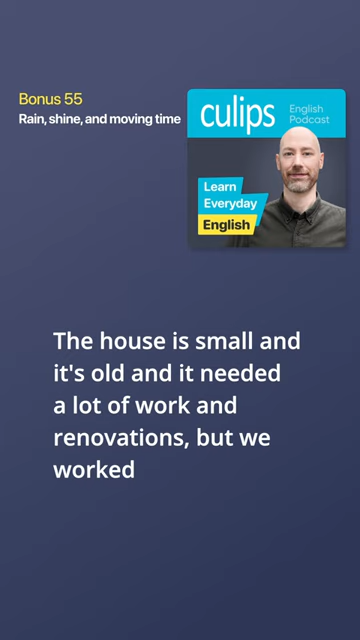 Bonus 55
Rain, shine, and moving time
culips
English
Podcast
Learn
Everyday
English
The house is small and
it's old and it needed
a lot of work and
renovations, but we
worked